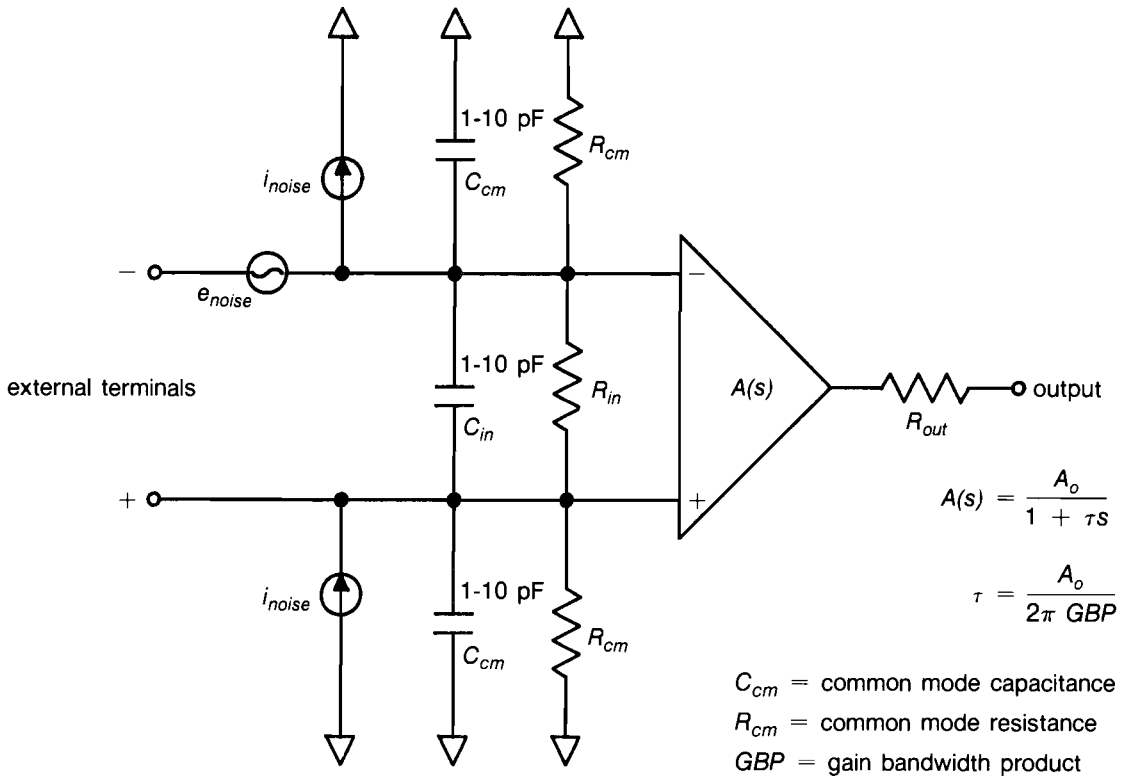 1-10 pF
R_cm
i_noise
C_cm
−
e_noise
−
1-10 pF
external terminals
R_in
A(s)
output
C_in
R_out
+
+
A(s) = A_o / (1 + τs)
1-10 pF
i_noise
τ = A_o / (2π GBP)
R_cm
C_cm
C_cm = common mode capacitance
R_cm = common mode resistance
GBP = gain bandwidth product